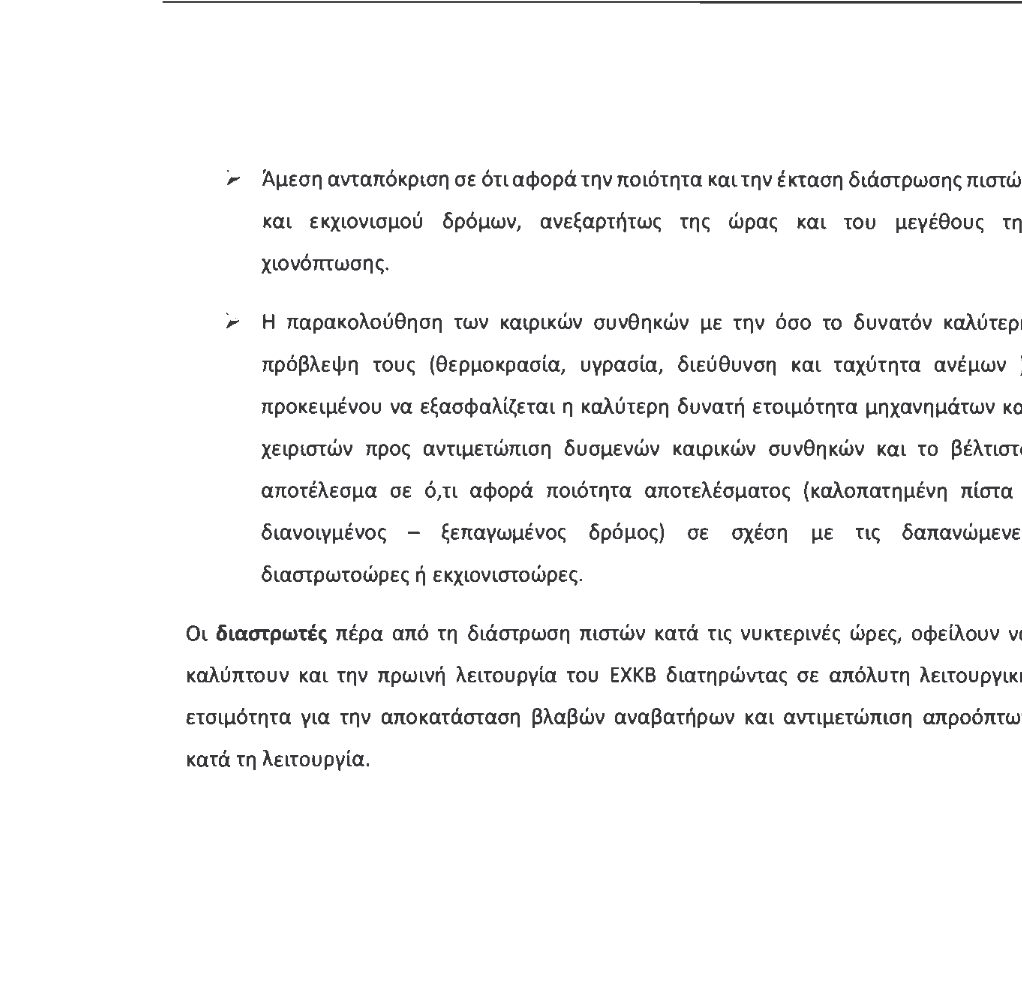 ➢ Άμεση ανταπόκριση σε ότι αφορά την ποιότητα και την έκταση διάστρωσης πιστώ
και εκχιονισμού δρόμων, ανεξαρτήτως της ώρας και του μεγέθους τη
χιονόπτωσης.
➢ Η παρακολούθηση των καιρικών συνθηκών με την όσο το δυνατόν καλύτερη
πρόβλεψη τους (θερμοκρασία, υγρασία, διεύθυνση και ταχύτητα ανέμων )
προκειμένου να εξασφαλίζεται η καλύτερη δυνατή ετοιμότητα μηχανημάτων κα
χειριστών προς αντιμετώπιση δυσμενών καιρικών συνθηκών και το βέλτιστο
αποτέλεσμα σε ό,τι αφορά ποιότητα αποτελέσματος (καλοπατημένη πίστα
διανοιγμένος – ξεπαγωμένος δρόμος) σε σχέση με τις δαπανώμενε
διαστρωτοώρες ή εκχιονιστοώρες.
Οι διαστρωτές πέρα από τη διάστρωση πιστών κατά τις νυκτερινές ώρες, οφείλουν να
καλύπτουν και την πρωινή λειτουργία του ΕΧΚΒ διατηρώντας σε απόλυτη λειτουργική
ετσιμότητα για την αποκατάσταση βλαβών αναβατήρων και αντιμετώπιση απροόπτω
κατά τη λειτουργία.